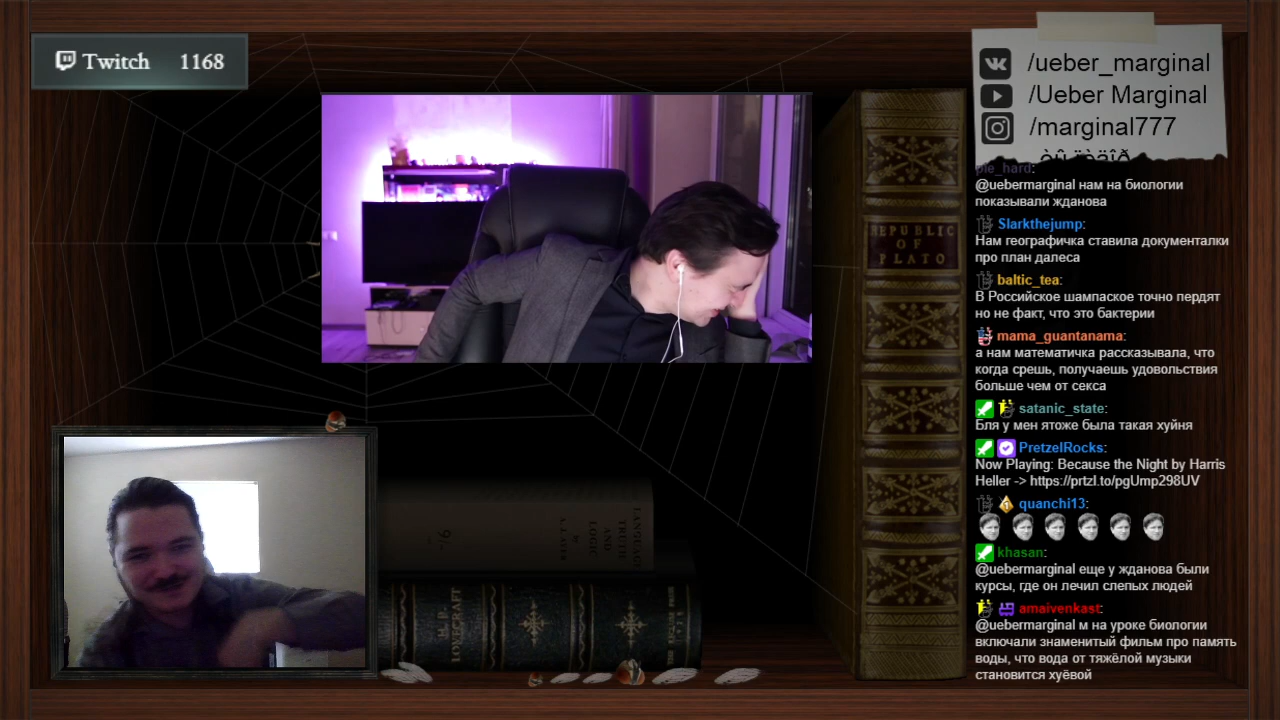 Twitch 1168
/ueber_marginal
/Ueber Marginal
/marginal777
ple_hard:
@uebermarginal нам на биологии
показывали жданова
Slarkthejump:
Нам географичка ставила документалки
про план далеса
baltic_tea:
В Российское шампаское точно пердят
но не факт, что это бактерии
mama_guantanama:
а нам математичка рассказывала, что
когда срешь, получаешь удовольствия
больше чем от секса
satanic_state:
Бля у мен ятоже была такая хуйня
PretzelRocks:
Now Playing: Because the Night by Harris
Heller -> https://prtzl.to/pgUmp298UV
quanchi13:
khasan:
@uebermarginal еще у жданова были
курсы, где он лечил слепых людей
amaivenkast:
@uebermarginal м на уроке биологии
включали знаменитый фильм про память
воды, что вода от тяжёлой музыки
становится хуёвой
REPUBLIC
OF
PLATO
LANGUAGE
TRUTH
AND
LOGIC
H. P.
LOVECRAFT